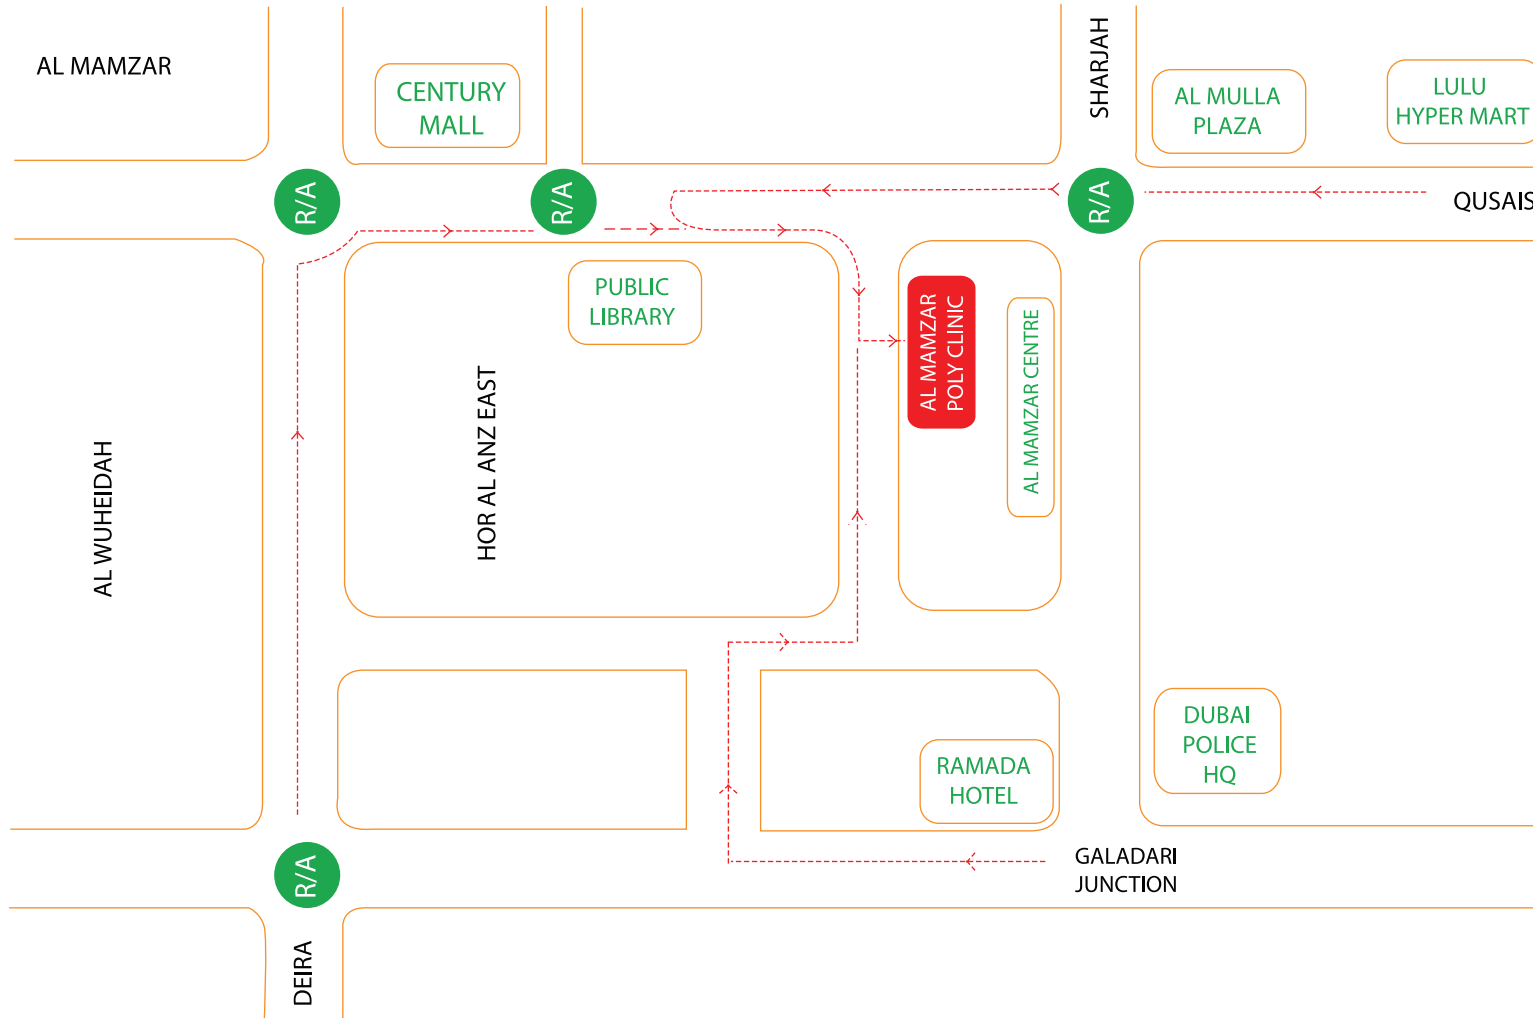 AL MAMZAR
CENTURY
MALL
SHARJAH
AL MULLA
PLAZA
LULU
HYPER MART
R/A
R/A
R/A
QUSAIS
PUBLIC
LIBRARY
AL MAMZAR
POLY CLINIC
AL MAMZAR CENTRE
HOR AL ANZ EAST
AL WUHEIDAH
RAMADA
HOTEL
DUBAI
POLICE
HQ
R/A
GALADARI
JUNCTION
DEIRA